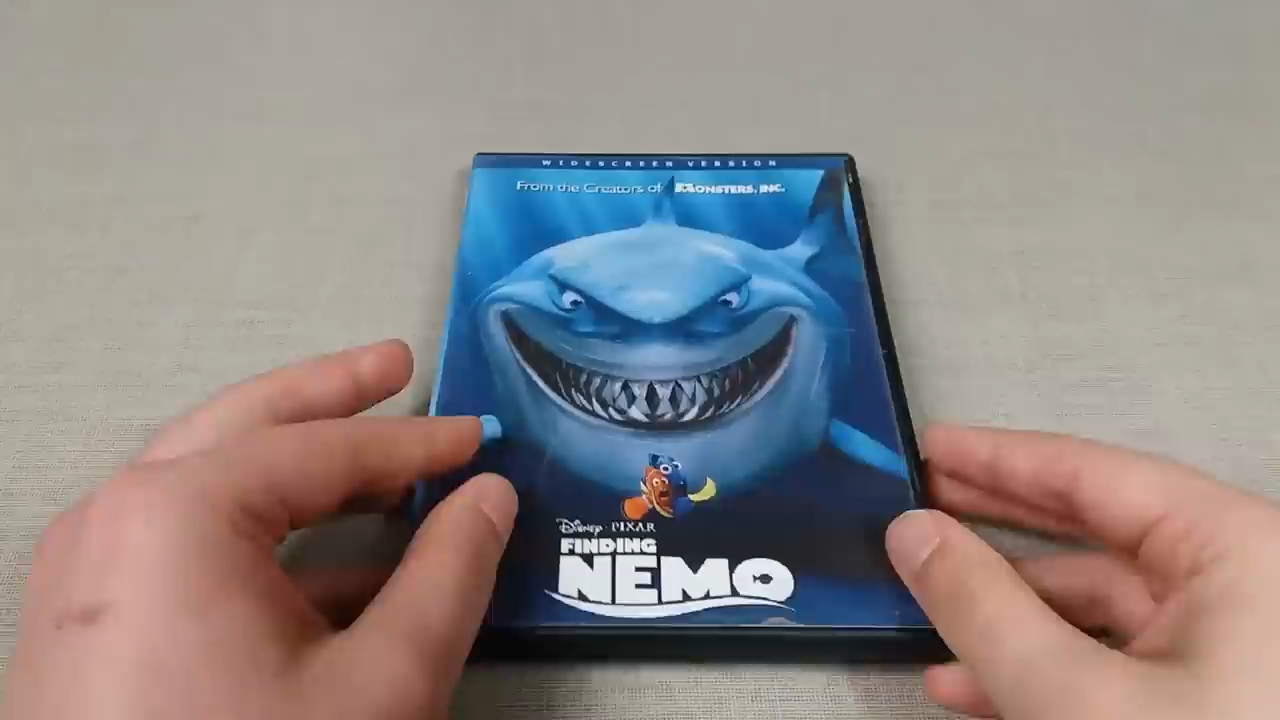 WIDESCREEN VERSION
From the Creators of MONSTERS, INC.
Disney · PIXAR
FINDING
NEMO